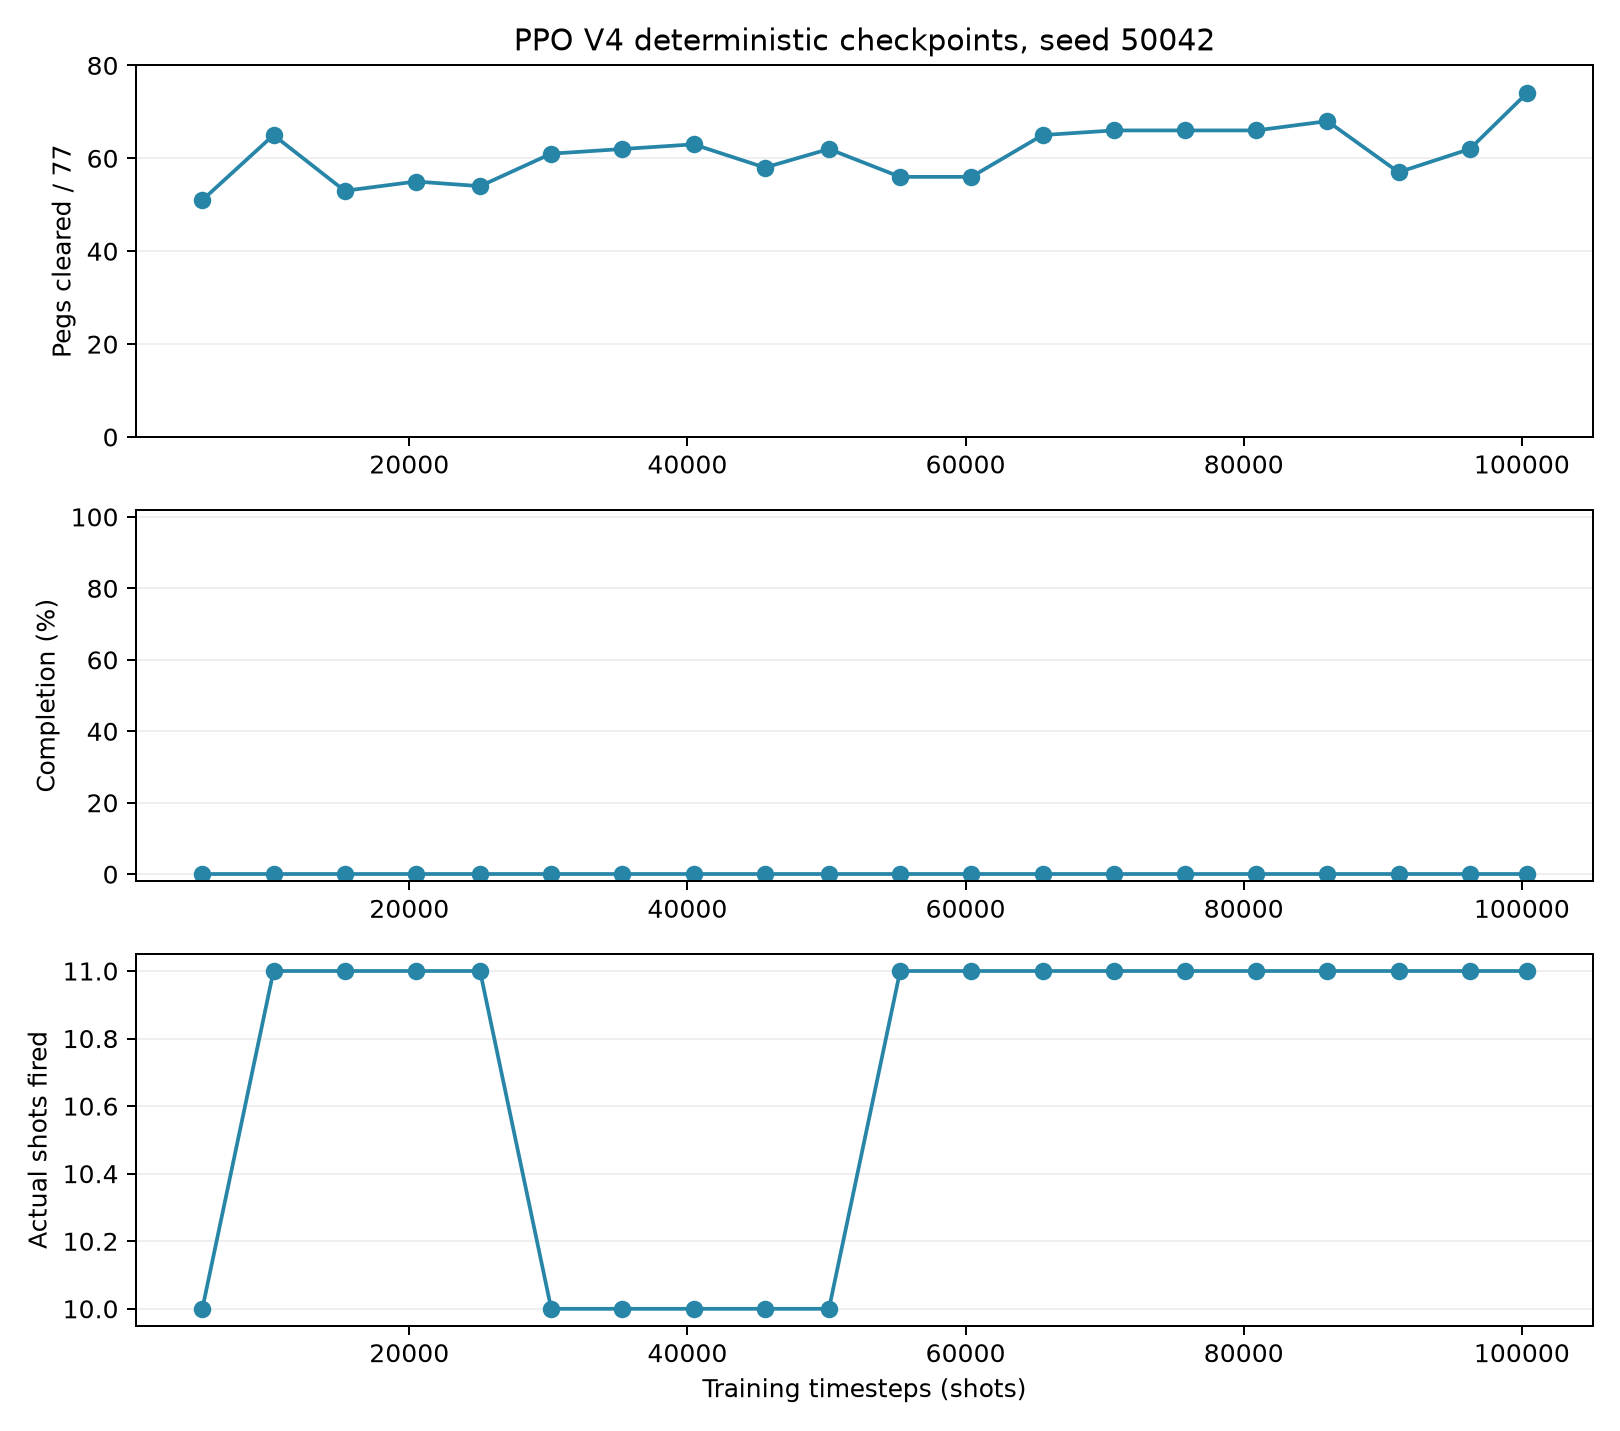 PPO V4 deterministic checkpoints, seed 50042
Pegs cleared / 77
80
60
40
20
0
20000 40000 60000 80000 100000
Completion (%)
100
80
60
40
20
0
20000 40000 60000 80000 100000
Actual shots fired
11.0
10.8
10.6
10.4
10.2
10.0
20000 40000 60000 80000 100000
Training timesteps (shots)